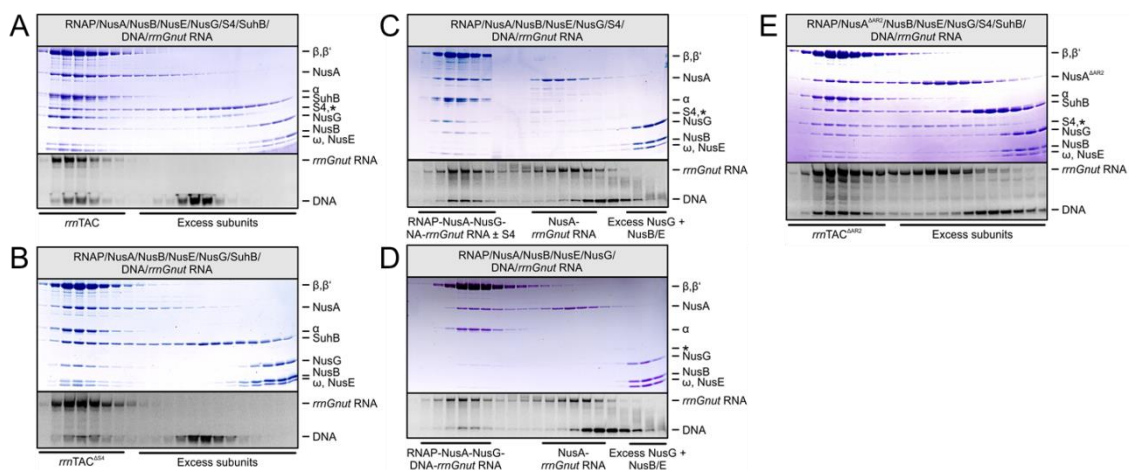 A
RNAP/NusA/NusB/NusE/NusG/S4/SuhB/
DNA/rrnGnut RNA
β,β'
NusA
α
SuhB
S4,*
NusG
NusB
ω, NusE
rrnGnut RNA
DNA
rrnTAC
Excess subunits
B
RNAP/NusA/NusB/NusE/NusG/SuhB/
DNA/rrnGnut RNA
β,β'
NusA
α
SuhB
NusG
NusB
ω, NusE
rrnGnut RNA
DNA
rrnTACΔS4
Excess subunits
C
RNAP/NusA/NusB/NusE/NusG/S4/
DNA/rrnGnut RNA
β,β'
NusA
α
S4,*
NusG
NusB
ω, NusE
rrnGnut RNA
DNA
RNAP-NusA-NusG-
NA-rrnGnut RNA ± S4
NusA-
rrnGnut RNA
Excess NusG +
NusB/E
D
RNAP/NusA/NusB/NusE/NusG/
DNA/rrnGnut RNA
β,β'
NusA
α
*
NusG
NusB
ω, NusE
rrnGnut RNA
DNA
RNAP-NusA-NusG-
DNA-rrnGnut RNA
NusA-
rrnGnut RNA
Excess NusG +
NusB/E
E
RNAP/NusAΔAR2/NusB/NusE/NusG/S4/SuhB/
DNA/rrnGnut RNA
β,β'
NusAΔAR2
α
SuhB
S4,*
NusG
NusB
ω, NusE
rrnGnut RNA
DNA
rrnTACΔAR2
Excess subunits